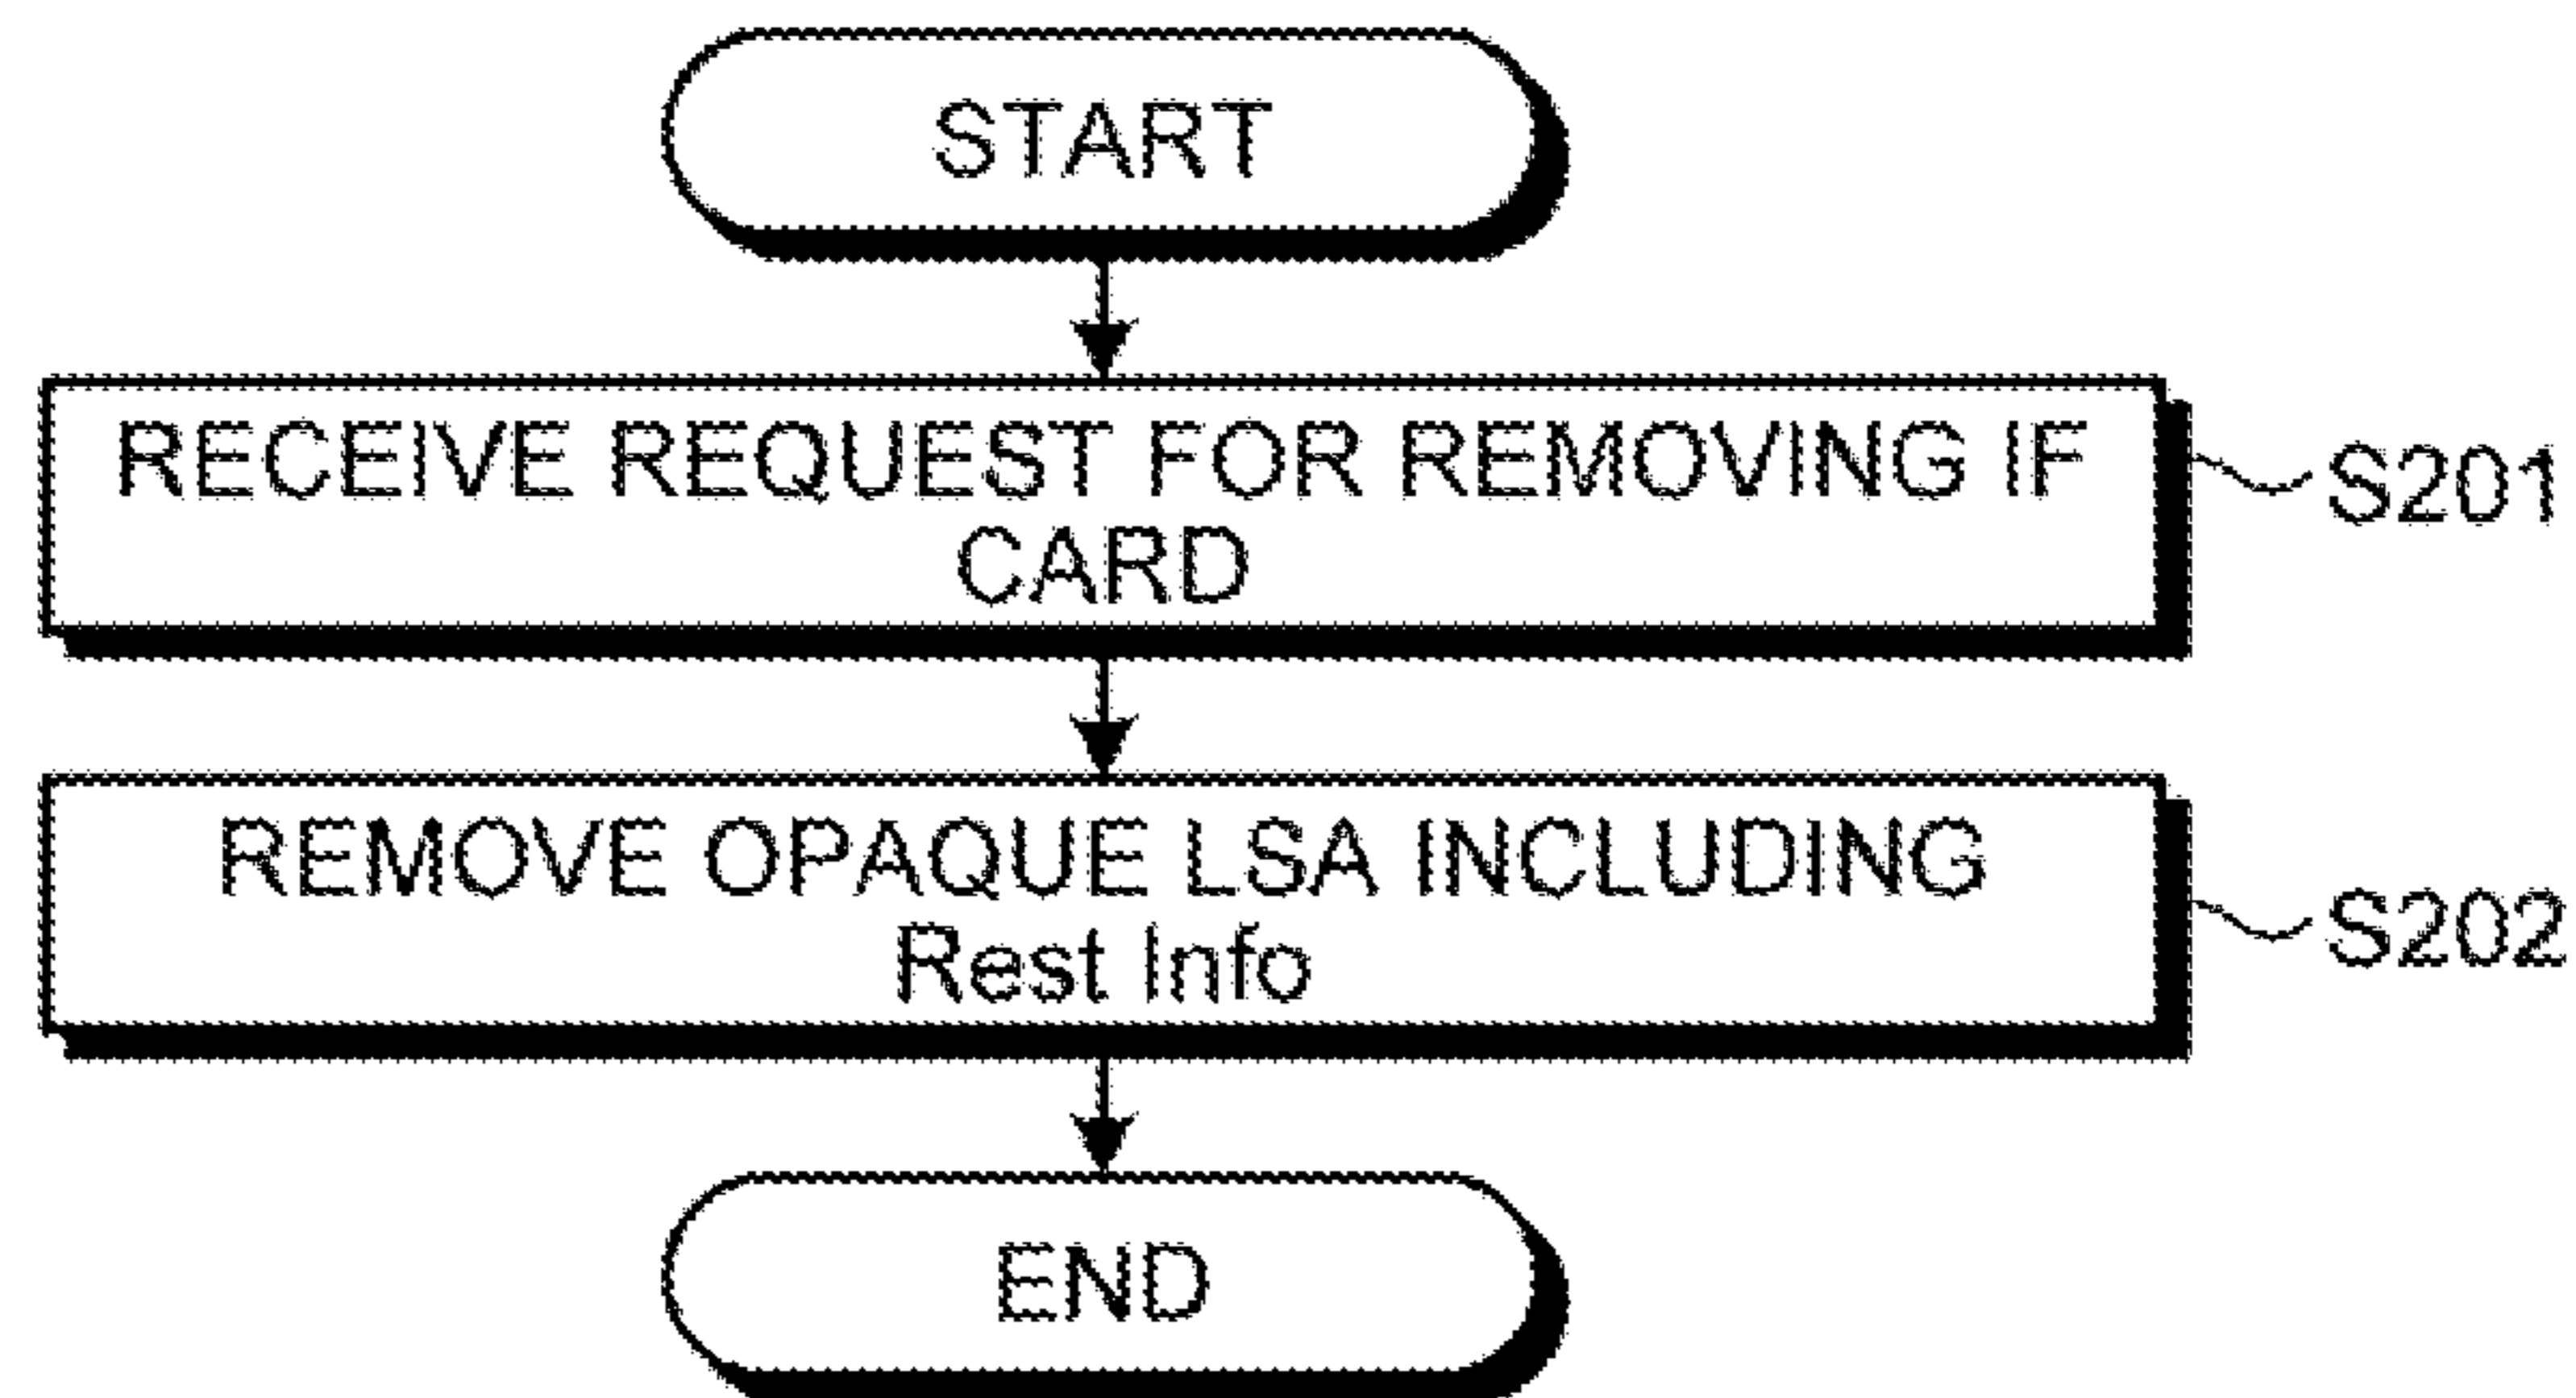 START
RECEIVE REQUEST FOR REMOVING IF
CARD
S201
REMOVE OPAQUE LSA INCLUDING
Rest Info
S202
END